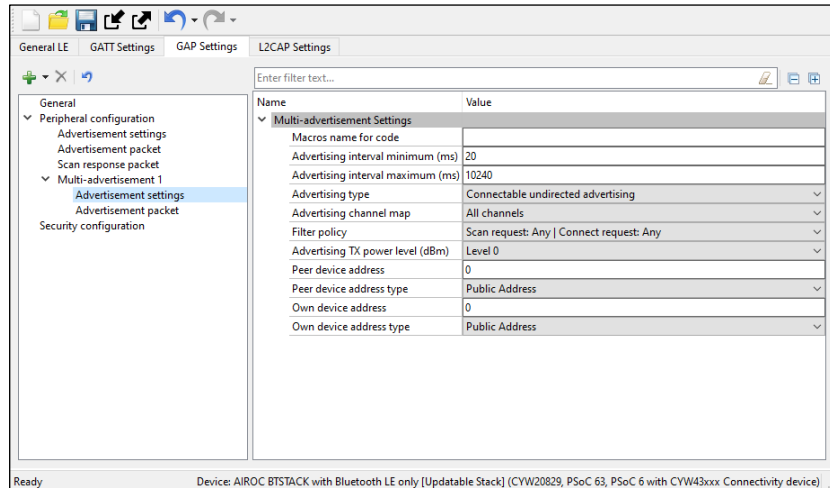 General LE GATT Settings GAP Settings L2CAP Settings
Enter filter text...
General
Peripheral configuration
Advertisement settings
Advertisement packet
Scan response packet
Multi-advertisement 1
Advertisement settings
Advertisement packet
Security configuration
Name Value
Multi-advertisement Settings
Macros name for code
Advertising interval minimum (ms) 20
Advertising interval maximum (ms) 10240
Advertising type Connectable undirected advertising
Advertising channel map All channels
Filter policy Scan request: Any | Connect request: Any
Advertising TX power level (dBm) Level 0
Peer device address 0
Peer device address type Public Address
Own device address 0
Own device address type Public Address
Ready Device: AIROC BTSTACK with Bluetooth LE only [Updatable Stack] (CYW20829, PSoC 63, PSoC 6 with CYW43xxx Connectivity device)